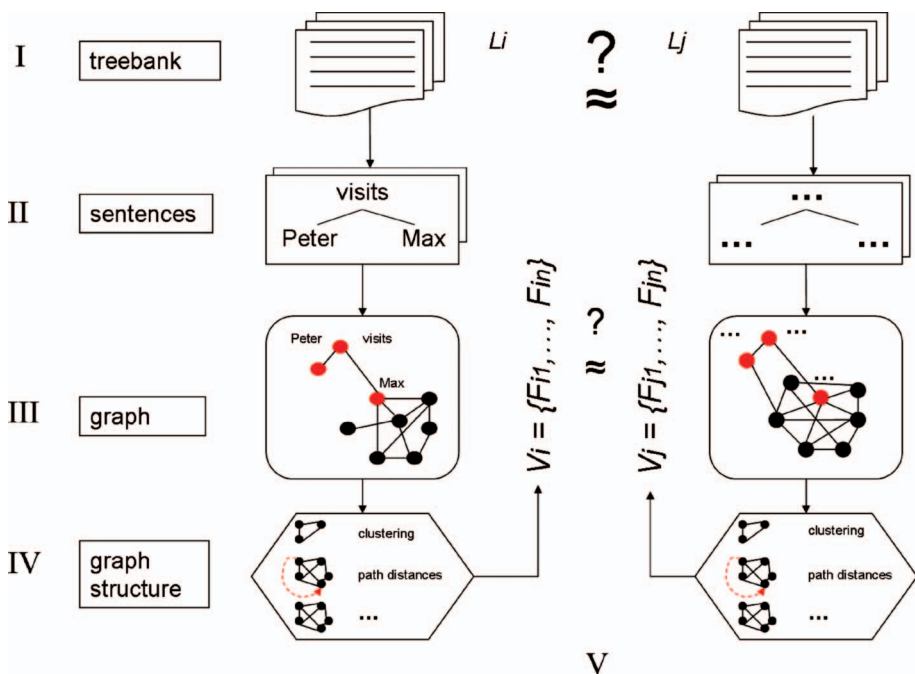 I
treebank
Li
?
≈
Lj
II
sentences
visits
Peter Max
...
... ...
III
graph
Peter visits
Max
Vi = {Fi1,...., Fin}
?
≈
Vj = {Fj1,...., Fjn}
... ...
...
IV
graph
structure
clustering
path distances
...
clustering
path distances
...
V